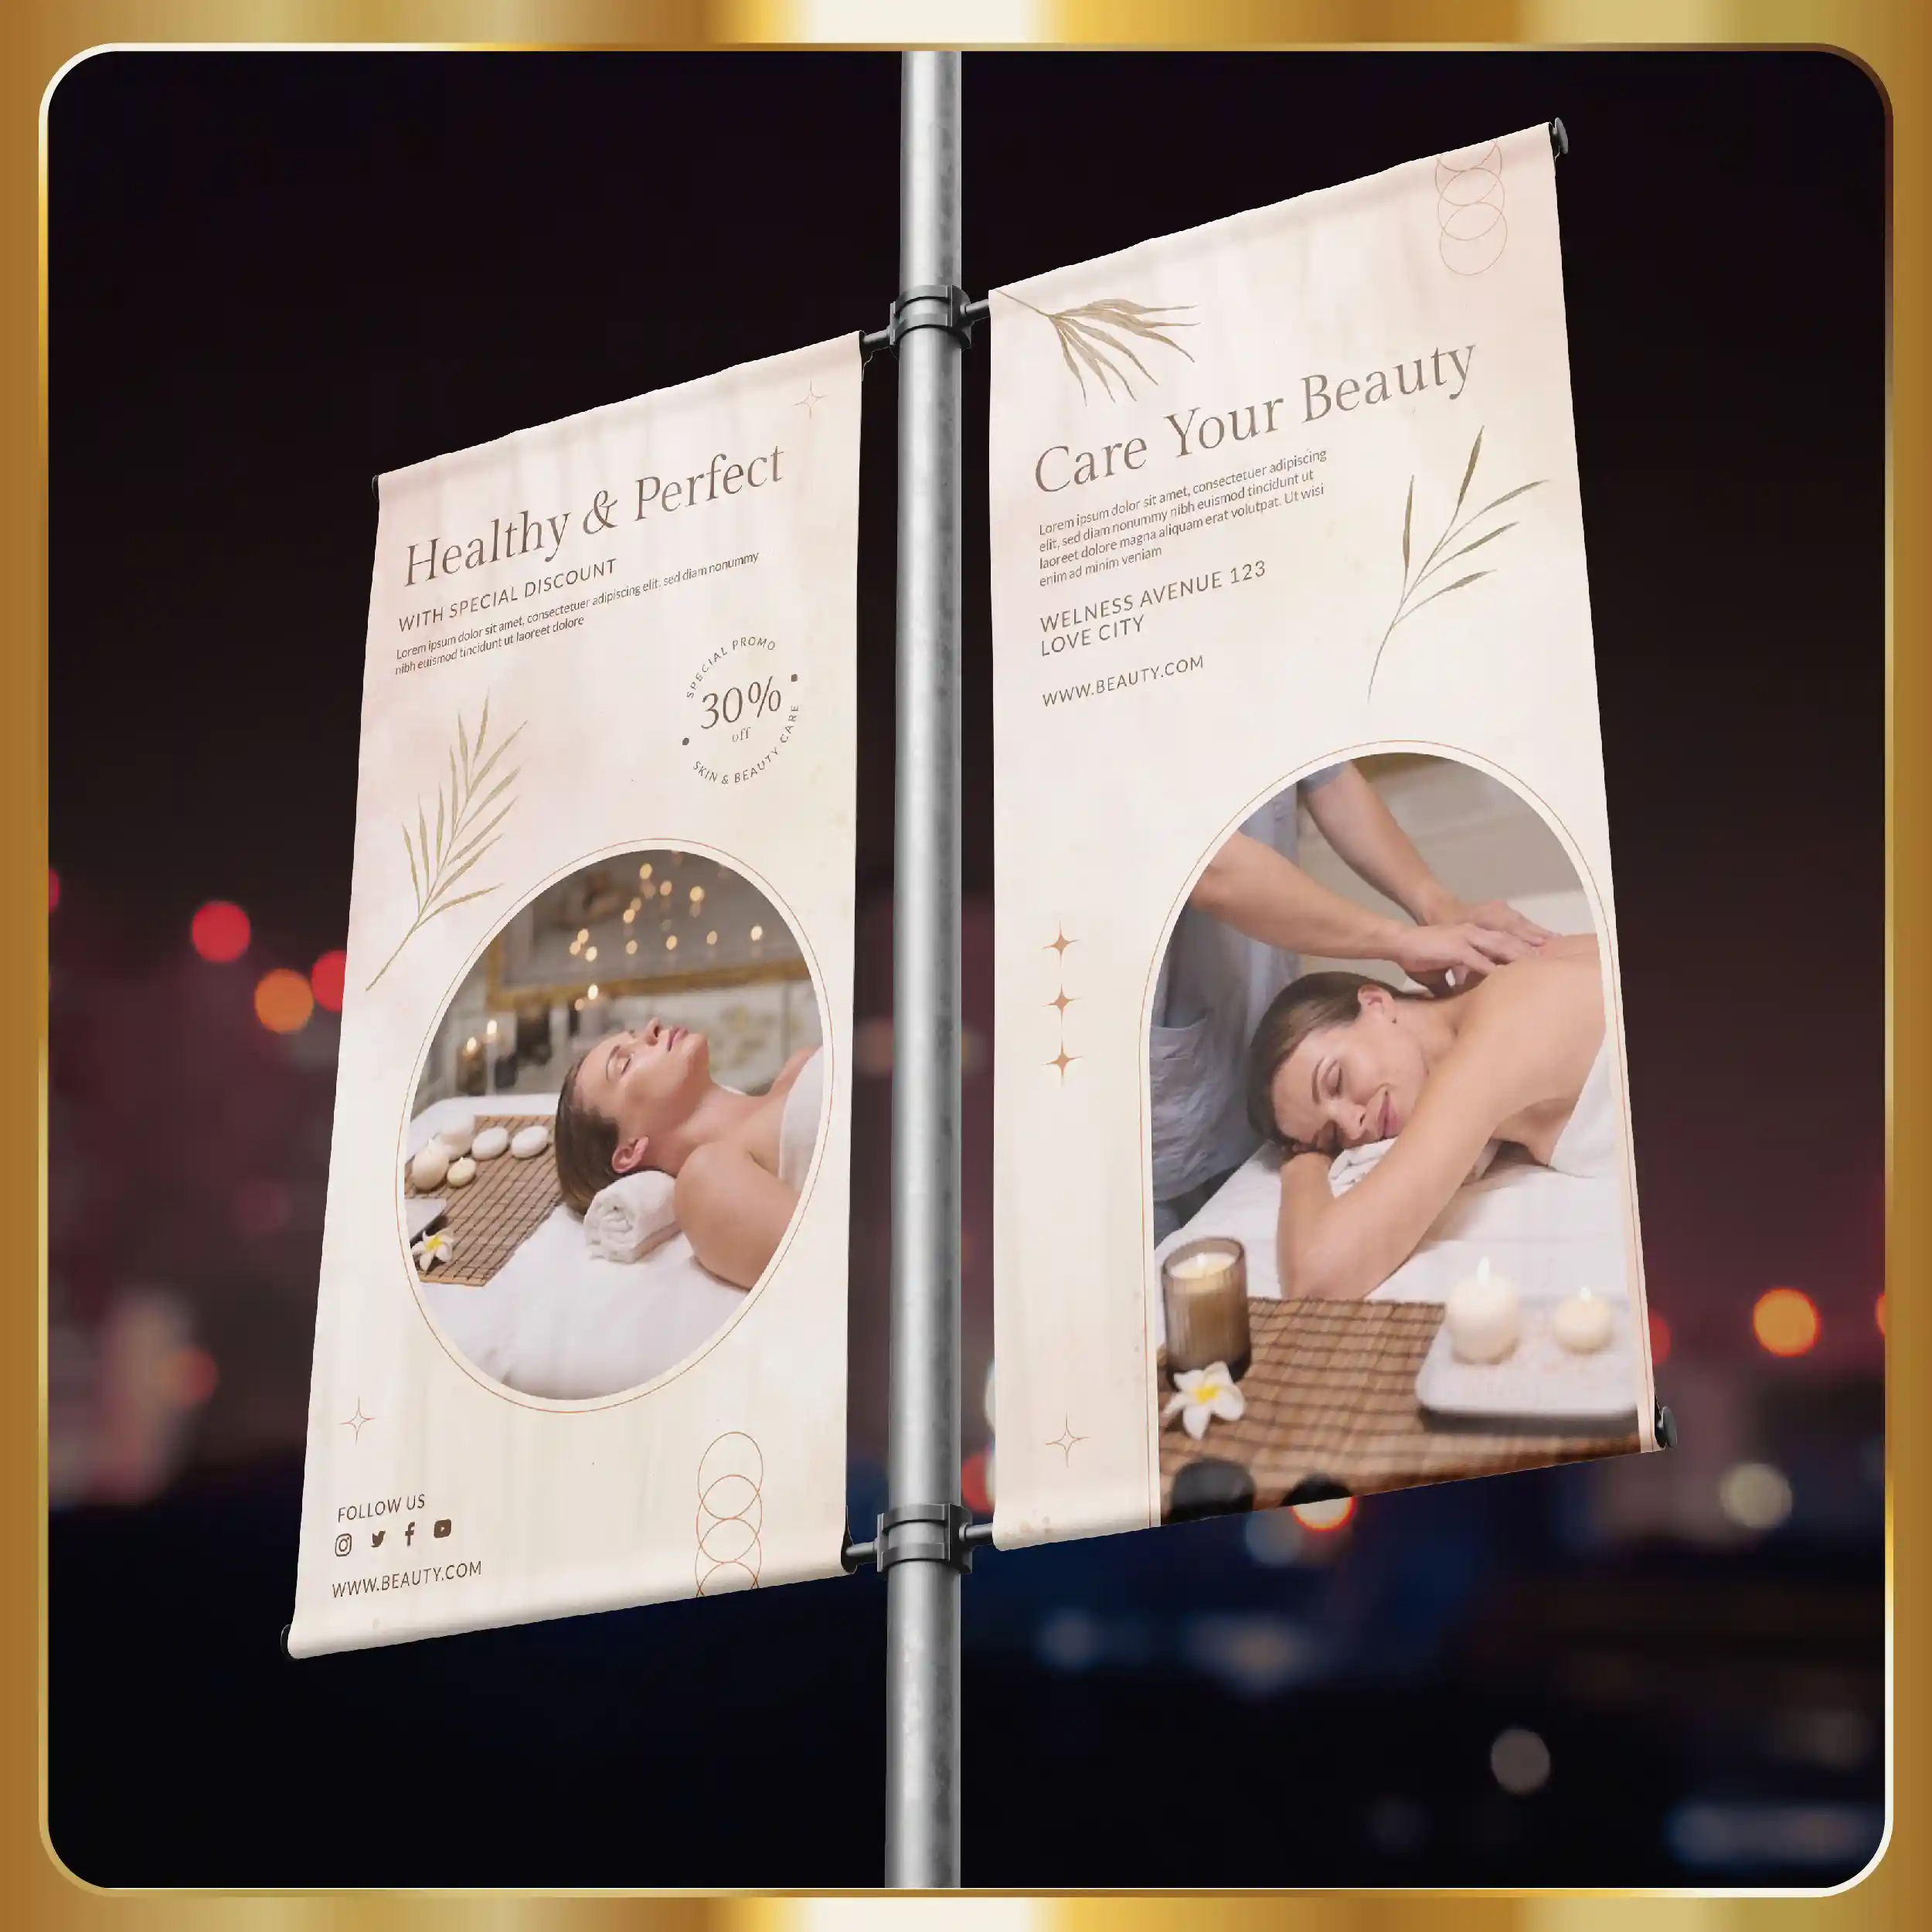 Healthy & Perfect
WITH SPECIAL DISCOUNT
Lorem ipsum dolor sit amet, consectetuer adipiscing elit, sed diam nonummy
nibh euismod tincidunt ut laoreet dolore
SPECIAL PROMO
30%
off
SKIN & BEAUTY CARE
FOLLOW US
WWW.BEAUTY.COM
Care Your Beauty
Lorem ipsum dolor sit amet, consectetuer adipiscing
elit, sed diam nonummy nibh euismod tincidunt ut
laoreet dolore magna aliquam erat volutpat. Ut wisi
enim ad minim veniam
WELNESS AVENUE 123
LOVE CITY
WWW.BEAUTY.COM